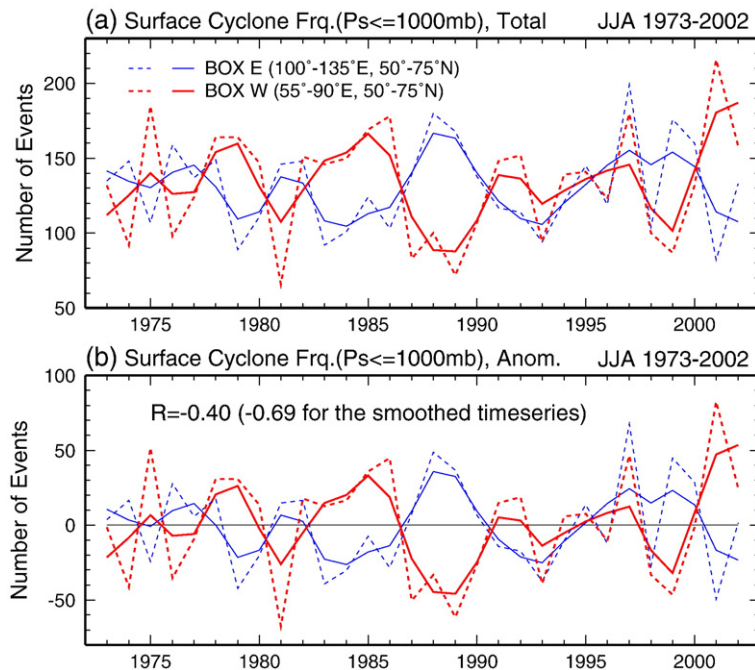 (a) Surface Cyclone Frq.(Ps<=1000mb), Total JJA 1973-2002
BOX E (100°-135°E, 50°-75°N)
BOX W (55°-90°E, 50°-75°N)
Number of Events
200
150
100
50
1975 1980 1985 1990 1995 2000
(b) Surface Cyclone Frq.(Ps<=1000mb), Anom. JJA 1973-2002
R=-0.40 (-0.69 for the smoothed timeseries)
Number of Events
100
50
0
-50
1975 1980 1985 1990 1995 2000